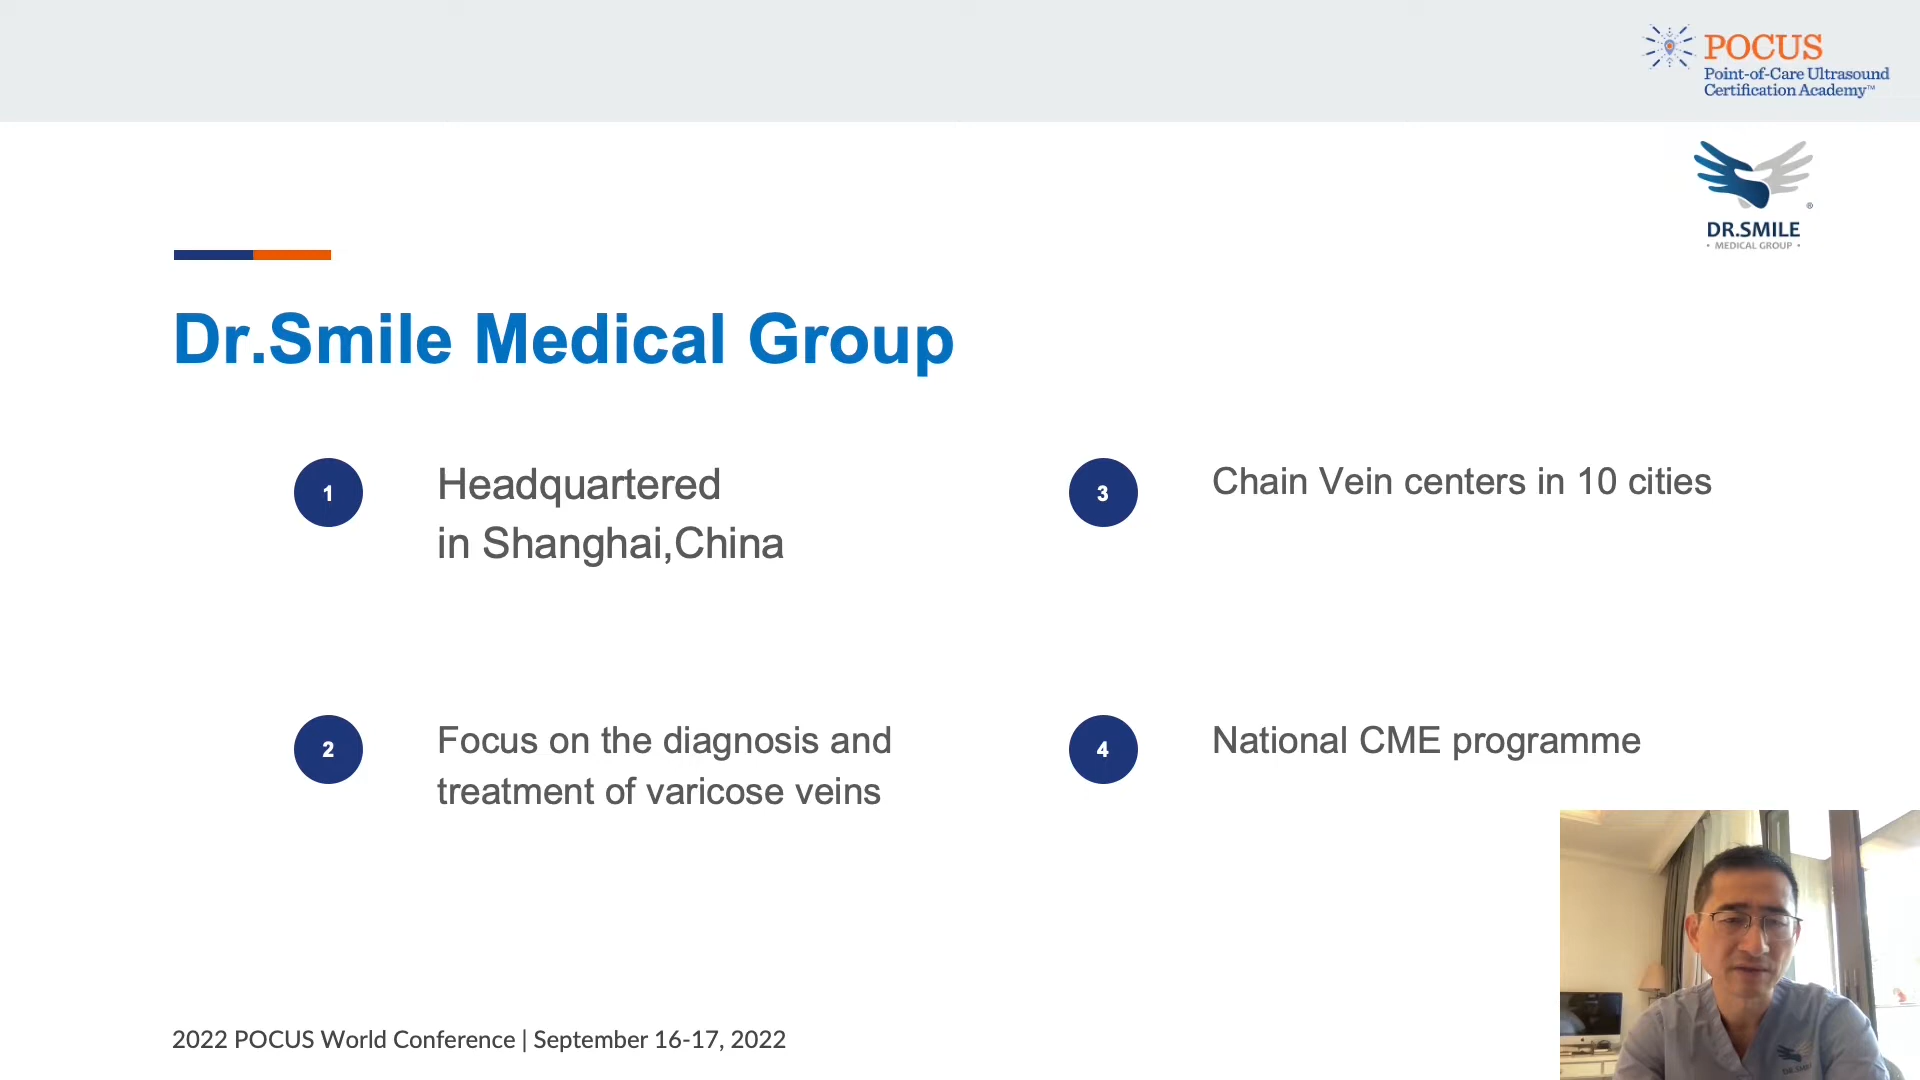 POCUS
Point-of-Care Ultrasound
Certification Academy™
DR.SMILE
®
• MEDICAL GROUP •
Dr.Smile Medical Group
1
Headquartered
in Shanghai,China
2
Focus on the diagnosis and
treatment of varicose veins
3
Chain Vein centers in 10 cities
4
National CME programme
2022 POCUS World Conference | September 16-17, 2022
DR.SMILE